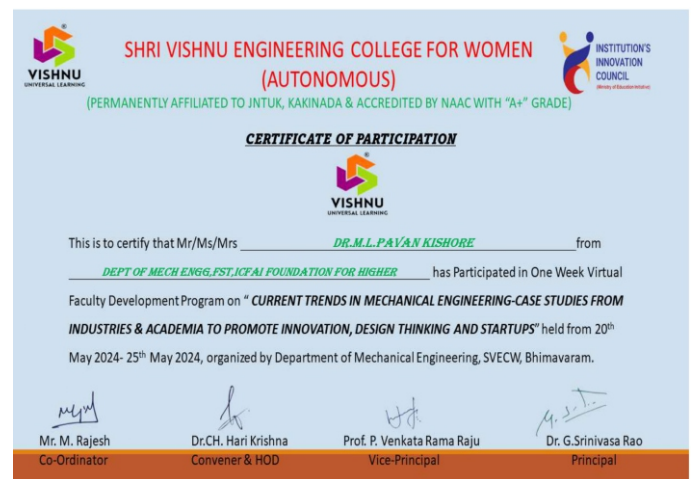 VISHNU
UNIVERSAL LEARNING
SHRI VISHNU ENGINEERING COLLEGE FOR WOMEN
(AUTONOMOUS)
(PERMANENTLY AFFILIATED TO JNTUK, KAKINADA & ACCREDITED BY NAAC WITH “A+” GRADE)
INSTITUTION'S
INNOVATION
COUNCIL
(Ministry of Education Initiative)
CERTIFICATE OF PARTICIPATION
VISHNU
UNIVERSAL LEARNING
This is to certify that Mr/Ms/Mrs DR.M.L.PAVAN KISHORE from
DEPT OF MECH ENGG,FST,ICFAI FOUNDATION FOR HIGHER has Participated in One Week Virtual
Faculty Development Program on “ CURRENT TRENDS IN MECHANICAL ENGINEERING-CASE STUDIES FROM
INDUSTRIES & ACADEMIA TO PROMOTE INNOVATION, DESIGN THINKING AND STARTUPS” held from 20th
May 2024- 25th May 2024, organized by Department of Mechanical Engineering, SVECW, Bhimavaram.
Mr. M. Rajesh
Co-Ordinator
Dr.CH. Hari Krishna
Convener & HOD
Prof. P. Venkata Rama Raju
Vice-Principal
Dr. G.Srinivasa Rao
Principal